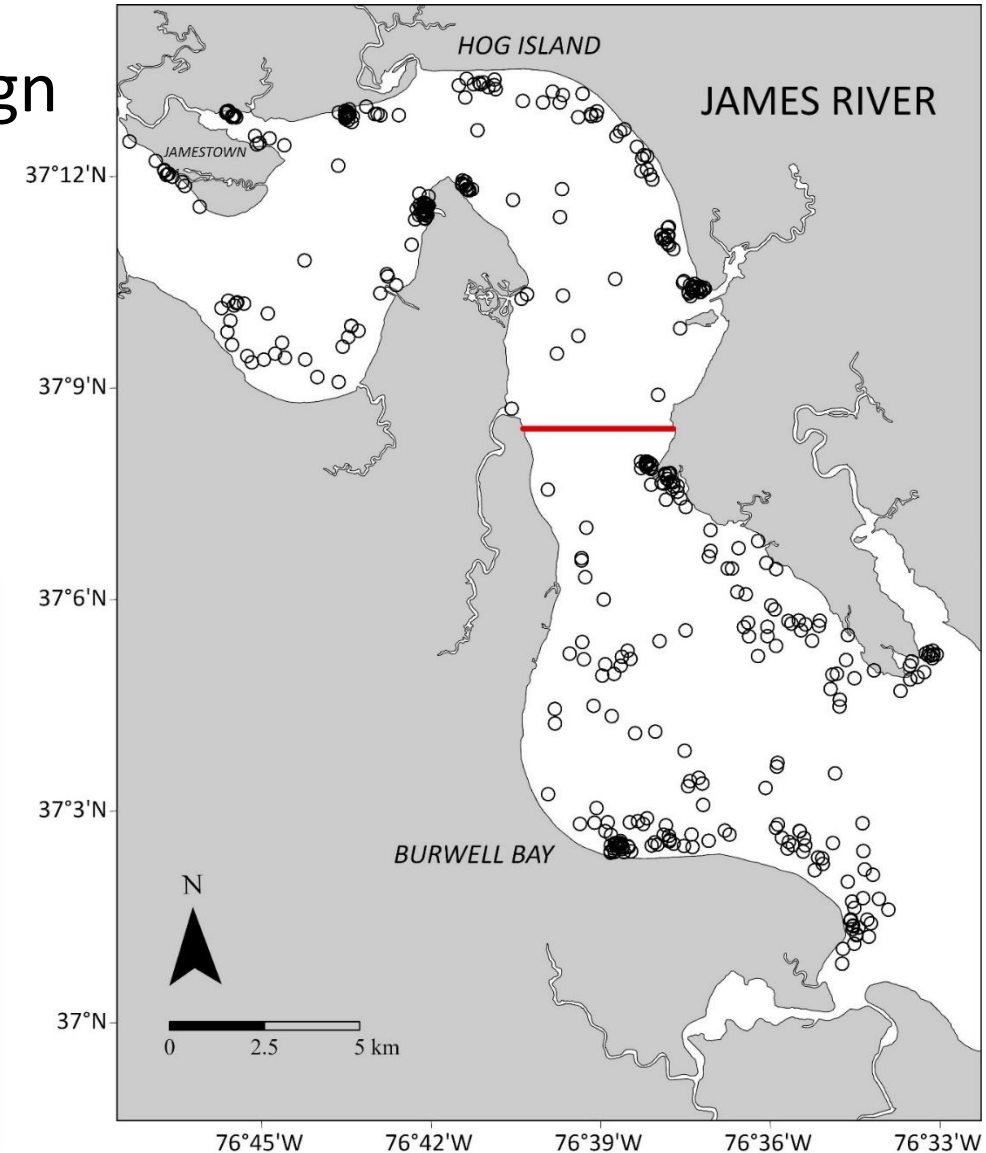 gn
HOG ISLAND
JAMES RIVER
JAMESTOWN
37°12'N
37°9'N
37°6'N
37°3'N
BURWELL BAY
N
37°N
0 2.5 5 km
76°45'W 76°42'W 76°39'W 76°36'W 76°33'W